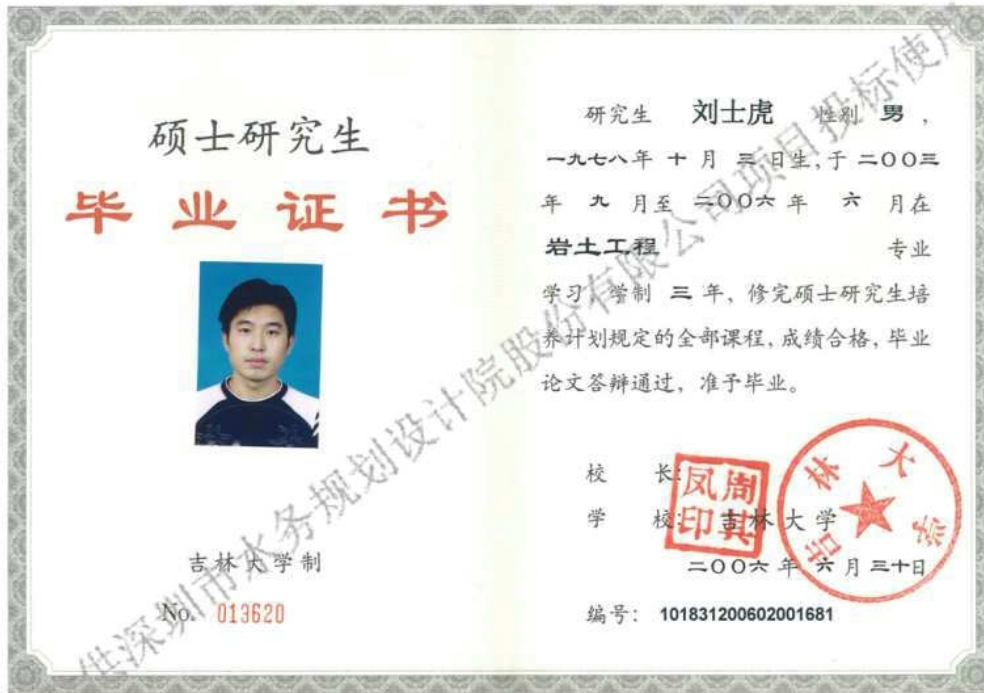 硕士研究生
毕业证书
吉林大学制
No. 013620
研究生 刘士虎 性别 男，
一九七八年 十 月 三 日生,于 二00三
年 九 月至 二00六 年 六 月在
岩土工程 专业
学习，学制 三 年，修完硕士研究生培
养计划规定的全部课程,成绩合格,毕业
论文答辩通过，准予毕业。
校 长:
周其凤印
学 校: 吉林大学
吉林大学
二00六 年 六 月 三十日
编号： 101831200602001681
供深圳市水务规划设计院股份有限公司项目投标使用